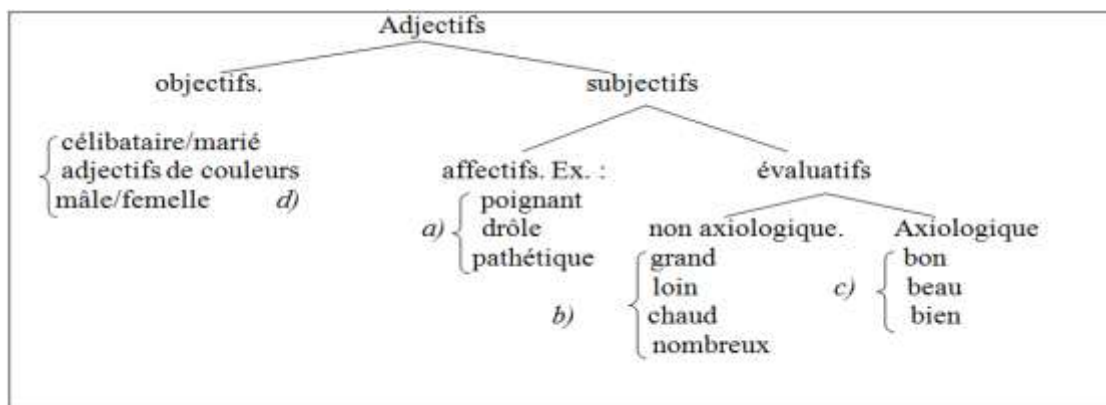 Adjectifs
objectifs.
subjectifs
célibataire/marié
adjectifs de couleurs
mâle/femelle d)
affectifs. Ex. :
évaluatifs
a) poignant
drôle
pathétique
non axiologique.
Axiologique
b) grand
loin
chaud
nombreux
c) bon
beau
bien